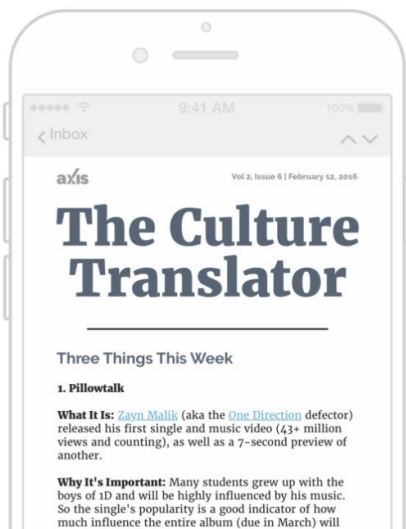 9:41 AM
100%
Inbox
axis
Vol 2, Issue 6 | February 12, 2016
The Culture
Translator
Three Things This Week
1. Pillowtalk
What It Is: Zayn Malik (aka the One Direction defector)
released his first single and music video (43+ million
views and counting), as well as a 7-second preview of
another.
Why It's Important: Many students grew up with the
boys of 1D and will be highly influenced by his music.
So the single's popularity is a good indicator of how
much influence the entire album (due in March) will